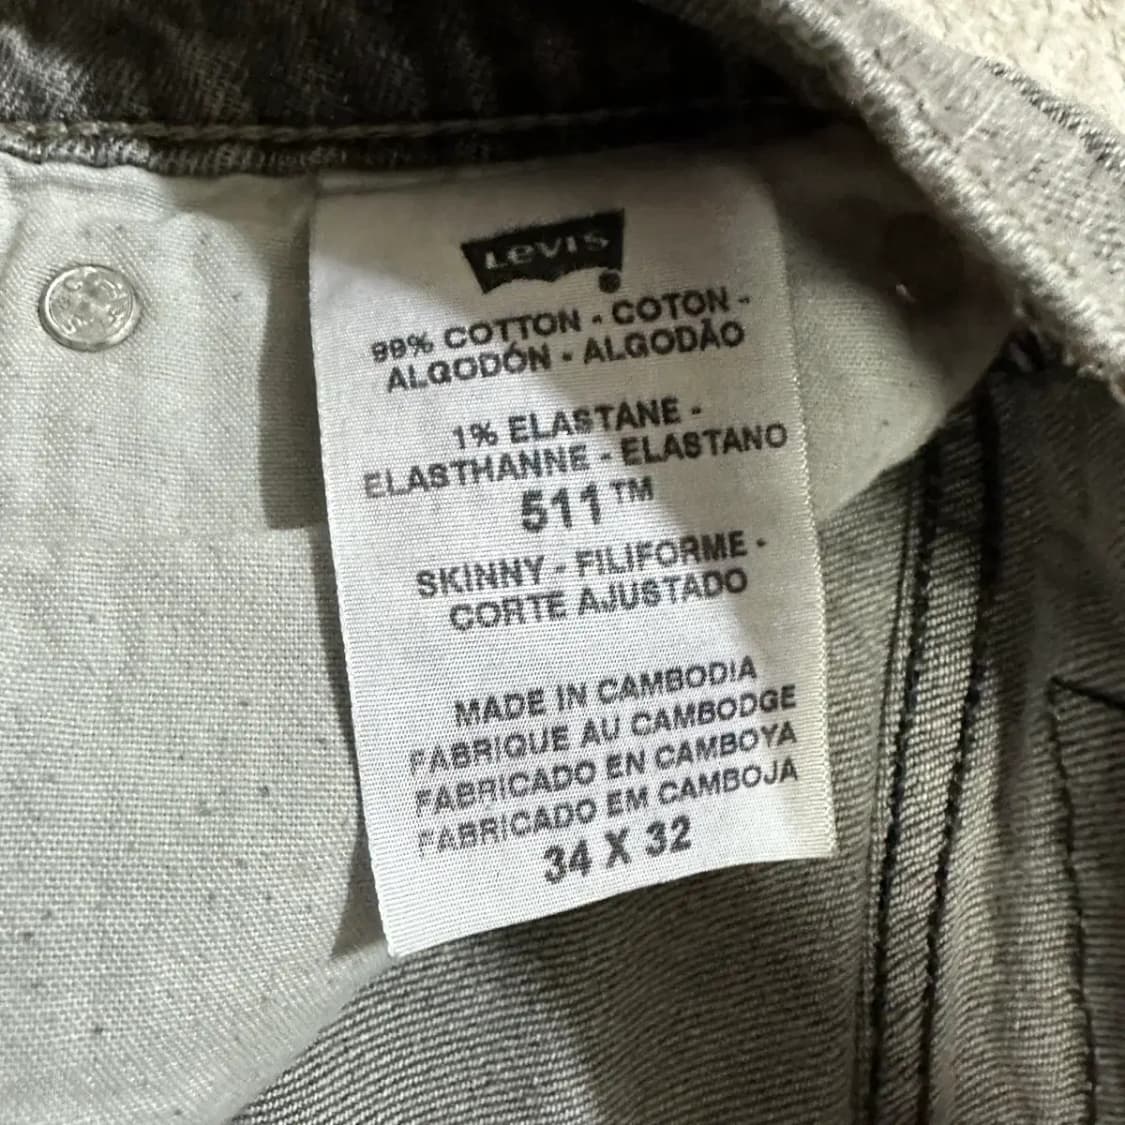 Levi's
99% COTTON - COTON -
ALGODÓN - ALGODÃO
1% ELASTANE -
ELASTHANNE - ELASTANO
511™
SKINNY - FILIFORME -
CORTE AJUSTADO
MADE IN CAMBODIA
FABRIQUE AU CAMBODGE
FABRICADO EN CAMBOYA
FABRICADO EM CAMBOJA
34 X 32